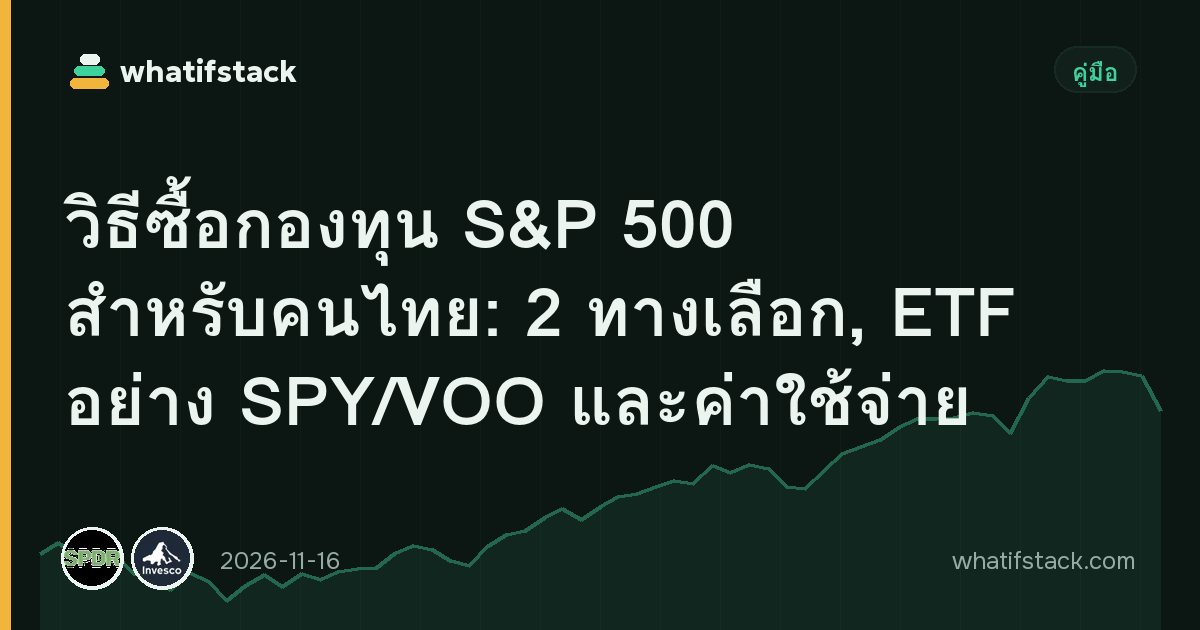 whatifstack
คู่มือ
วิธีซื้อกองทุน S&P 500
สำหรับคนไทย: 2 ทางเลือก, ETF
อย่าง SPY/VOO และค่าใช้จ่าย
SPDR
Invesco
2026-11-16
whatifstack.com